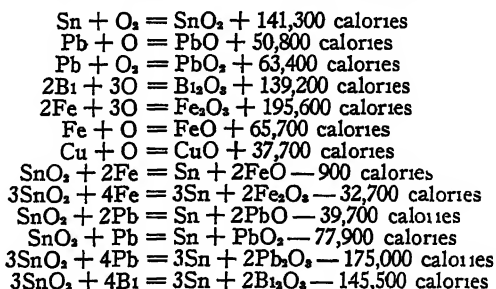 Sn + O₂ = SnO₂ + 141,300 calories
Pb + O = PbO + 50,800 calories
Pb + O₂ = PbO₂ + 63,400 calories
2Bi + 3O = Bi₂O₃ + 139,200 calories
2Fe + 3O = Fe₂O₃ + 195,600 calories
Fe + O = FeO + 65,700 calories
Cu + O = CuO + 37,700 calories
SnO₂ + 2Fe = Sn + 2FeO — 900 calories
3SnO₂ + 4Fe = 3Sn + 2Fe₂O₃ — 32,700 calories
SnO₂ + 2Pb = Sn + 2PbO — 39,700 calories
SnO₂ + Pb = Sn + PbO₂ — 77,900 calories
3SnO₂ + 4Pb = 3Sn + 2Pb₂O₃ — 175,000 calories
3SnO₂ + 4Bi = 3Sn + 2Bi₂O₃ — 145,500 calories